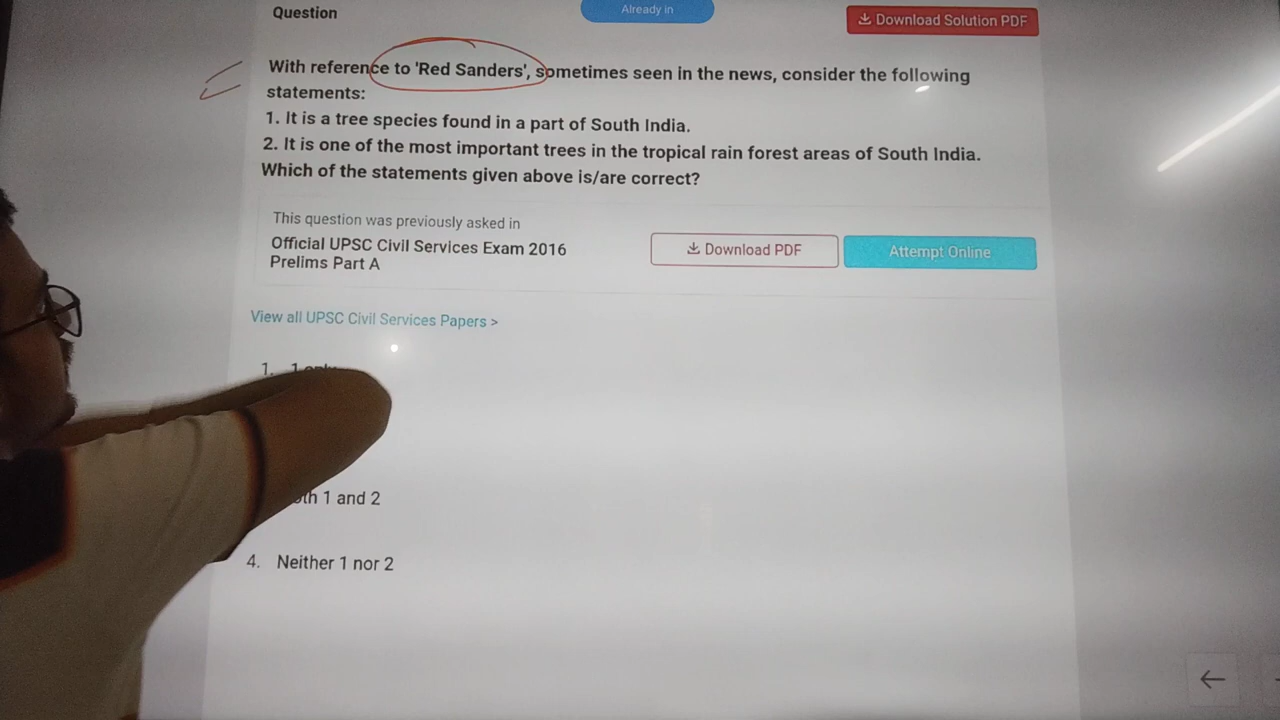 Question
Already in
Download Solution PDF
With reference to 'Red Sanders', sometimes seen in the news, consider the following
statements:
1. It is a tree species found in a part of South India.
2. It is one of the most important trees in the tropical rain forest areas of South India.
Which of the statements given above is/are correct?
This question was previously asked in
Official UPSC Civil Services Exam 2016
Prelims Part A
Download PDF
Attempt Online
View all UPSC Civil Services Papers >
1. 1 only
1 and 2
4. Neither 1 nor 2